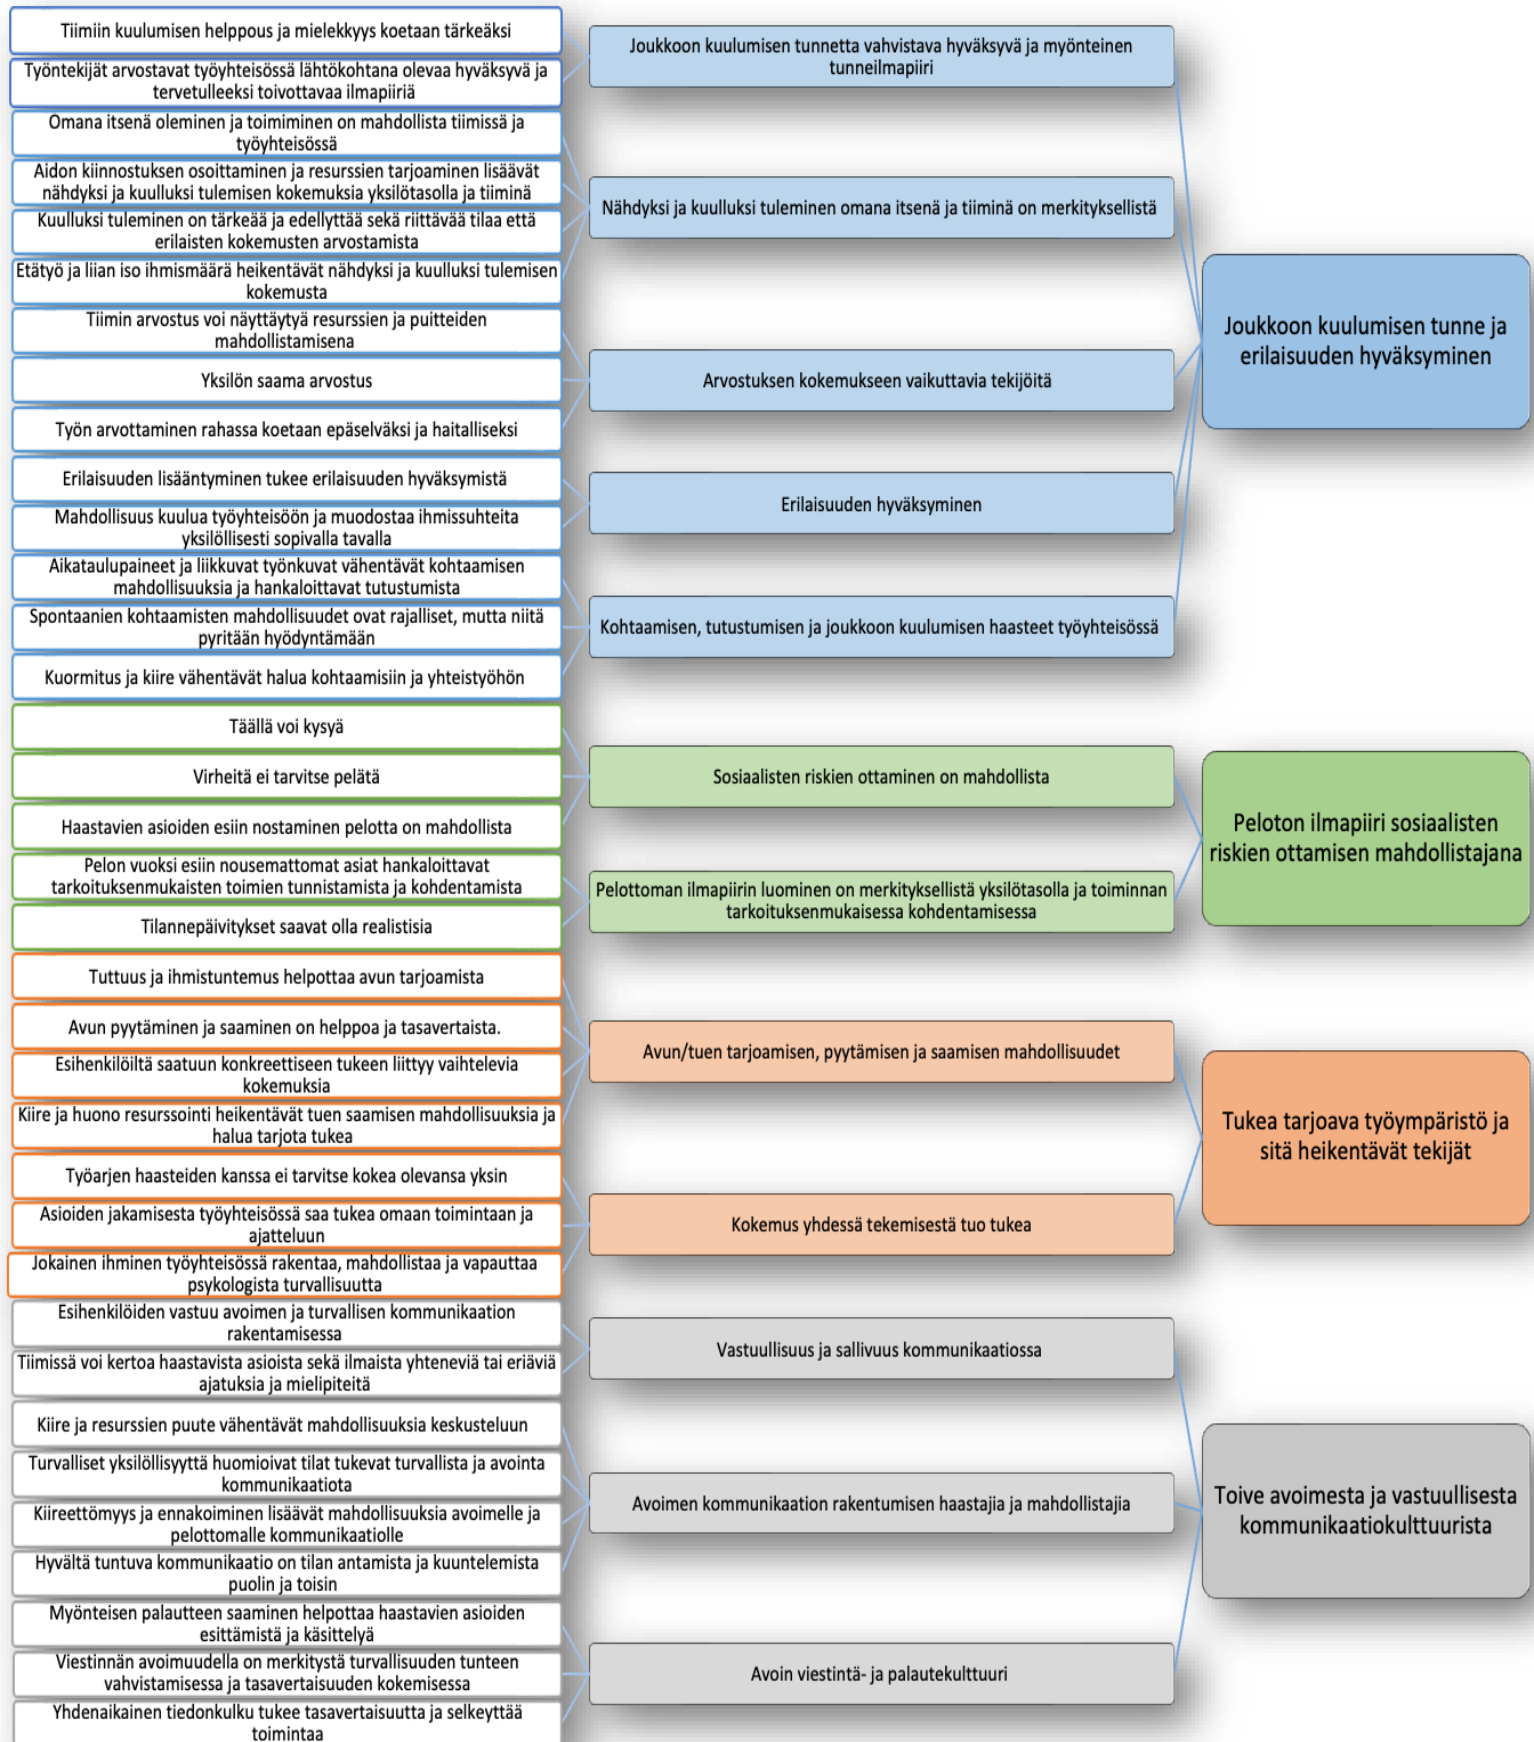 Tiimiin kuulumisen helppous ja mielekkyys koetaan tärkeäksi
Työntekijät arvostavat työyhteisössä lähtökohtana olevaa hyväksyvä ja
tervetulleeksi toivottavaa ilmapiiriä
Omana itsenä oleminen ja toimiminen on mahdollista tiimissä ja
työyhteisössä
Aidon kiinnostuksen osoittaminen ja resurssien tarjoaminen lisäävät
nähdyksi ja kuulluksi tulemisen kokemuksia yksilötasolla ja tiiminä
Kuulluksi tuleminen on tärkeää ja edellyttää sekä riittävää tilaa että
erilaisten kokemusten arvostamista
Etätyö ja liian iso ihmismäärä heikentävät nähdyksi ja kuulluksi tulemisen
kokemusta
Tiimin arvostus voi näyttäytyä resurssien ja puitteiden
mahdollistamisena
Yksilön saama arvostus
Työn arvottaminen rahassa koetaan epäselväksi ja haitalliseksi
Erilaisuuden lisääntyminen tukee erilaisuuden hyväksymistä
Mahdollisuus kuulua työyhteisöön ja muodostaa ihmissuhteita
yksilöllisesti sopivalla tavalla
Aikataulupaineet ja liikkuvat työnkuvat vähentävät kohtaamisen
mahdollisuuksia ja hankaloittavat tutustumista
Spontaanien kohtaamisten mahdollisuudet ovat rajalliset, mutta niitä
pyritään hyödyntämään
Kuormitus ja kiire vähentävät halua kohtaamisiin ja yhteistyöhön
Täällä voi kysyä
Virheitä ei tarvitse pelätä
Haastavien asioiden esiin nostaminen pelotta on mahdollista
Pelon vuoksi esiin nousemattomat asiat hankaloittavat
tarkoituksenmukaisten toimien tunnistamista ja kohdentamista
Tilannepäivitykset saavat olla realistisia
Tuttuus ja ihmistuntemus helpottaa avun tarjoamista
Avun pyytäminen ja saaminen on helppoa ja tasavertaista.
Esihenkilöiltä saatuun konkreettiseen tukeen liittyy vaihtelevia
kokemuksia
Kiire ja huono resurssointi heikentävät tuen saamisen mahdollisuuksia ja
halua tarjota tukea
Työarjen haasteiden kanssa ei tarvitse kokea olevansa yksin
Asioiden jakamisesta työyhteisössä saa tukea omaan toimintaan ja
ajatteluun
Jokainen ihminen työyhteisössä rakentaa, mahdollistaa ja vapauttaa
psykologista turvallisuutta
Esihenkilöiden vastuu avoimen ja turvallisen kommunikaation
rakentamisessa
Tiimissä voi kertoa haastavista asioista sekä ilmaista yhteneviä tai eriäviä
ajatuksia ja mielipiteitä
Kiire ja resurssien puute vähentävät mahdollisuuksia keskusteluun
Turvalliset yksilöllisyyttä huomioivat tilat tukevat turvallista ja avointa
kommunikaatiota
Kiireettömyys ja ennakoiminen lisäävät mahdollisuuksia avoimelle ja
pelottomalle kommunikaatiolle
Hyvältä tuntuva kommunikaatio on tilan antamista ja kuuntelemista
puolin ja toisin
Myönteisen palautteen saaminen helpottaa haastavien asioiden
esittämistä ja käsittelyä
Viestinnän avoimuudella on merkitystä turvallisuuden tunteen
vahvistamisessa ja tasavertaisuuden kokemisessa
Yhdenaikainen tiedonkulku tukee tasavertaisuutta ja selkeyttää
toimintaa
Joukkoon kuulumisen tunnetta vahvistava hyväksyvä ja myönteinen
tunneilmapiiri
Nähdyksi ja kuulluksi tuleminen omana itsenä ja tiiminä on merkityksellistä
Arvostuksen kokemukseen vaikuttavia tekijöitä
Erilaisuuden hyväksyminen
Kohtaamisen, tutustumisen ja joukkoon kuulumisen haasteet työyhteisössä
Sosiaalisten riskien ottaminen on mahdollista
Pelottoman ilmapiirin luominen on merkityksellistä yksilötasolla ja toiminnan
tarkoituksenmukaisessa kohdentamisessa
Avun/tuen tarjoamisen, pyytämisen ja saamisen mahdollisuudet
Kokemus yhdessä tekemisestä tuo tukea
Vastuullisuus ja sallivuus kommunikaatiossa
Avoimen kommunikaation rakentumisen haastajia ja mahdollistajia
Avoin viestintä- ja palautekulttuuri
Joukkoon kuulumisen tunne ja
erilaisuuden hyväksyminen
Peloton ilmapiiri sosiaalisten
riskien ottamisen mahdollistajana
Tukea tarjoava työympäristö ja
sitä heikentävät tekijät
Toive avoimesta ja vastuullisesta
kommunikaatiokulttuurista